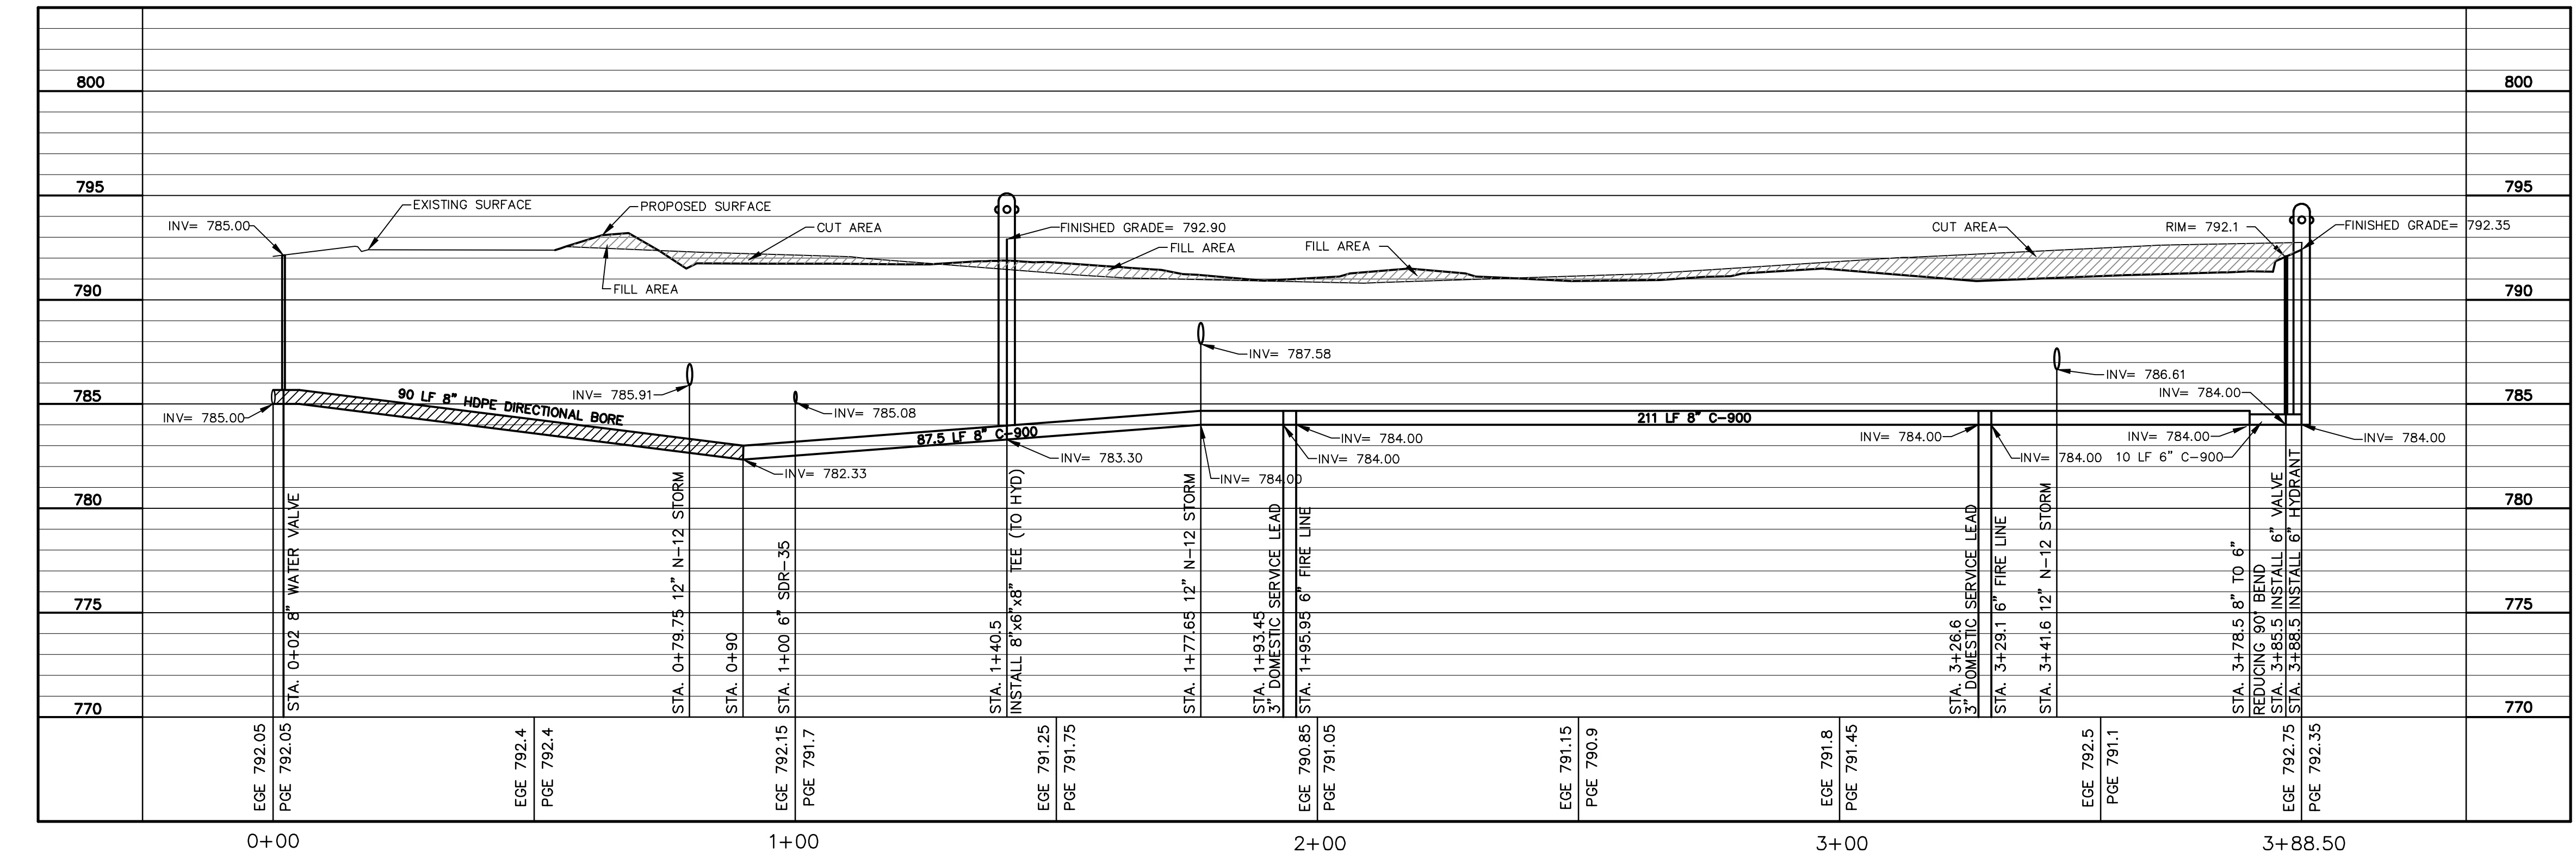 800
800
795
795
790
790
785
785
780
780
775
775
770
770
INV= 785.00
EXISTING SURFACE
PROPOSED SURFACE
CUT AREA
FINISHED GRADE= 792.90
FILL AREA
FILL AREA
CUT AREA
RIM= 792.1
FINISHED GRADE= 792.35
FILL AREA
INV= 785.00
90 LF 8" HDPE DIRECTIONAL BORE
INV= 785.91
INV= 785.08
INV= 782.33
87.5 LF 8" C-900
INV= 783.30
INV= 787.58
INV= 784.00
INV= 784.00
INV= 784.00
211 LF 8" C-900
INV= 784.00
INV= 784.00
INV= 786.61
INV= 784.00
INV= 784.00
10 LF 6" C-900
INV= 784.00
STA. 0+02 8" WATER VALVE
STA. 0+79.75 12" N-12 STORM
STA. 0+90
STA. 1+00 6" SDR-35
STA. 1+40.5
INSTALL 8"x6"x8" TEE (TO HYD)
STA. 1+77.65 12" N-12 STORM
STA. 1+93.45
3" DOMESTIC SERVICE LEAD
STA. 1+95.95 6" FIRE LINE
STA. 3+26.6
3" DOMESTIC SERVICE LEAD
STA. 3+29.1 6" FIRE LINE
STA. 3+41.6 12" N-12 STORM
STA. 3+78.5 8" TO 6"
REDUCING 90° BEND
STA. 3+85.5 INSTALL 6" VALVE
STA. 3+88.5 INSTALL 6" HYDRANT
EGE 792.05
PGE 792.05
EGE 792.4
PGE 792.4
EGE 792.15
PGE 791.7
EGE 791.25
PGE 791.75
EGE 790.85
PGE 791.05
EGE 791.15
PGE 790.9
EGE 791.8
PGE 791.45
EGE 792.5
PGE 791.1
EGE 792.75
PGE 792.35
0+00
1+00
2+00
3+00
3+88.50